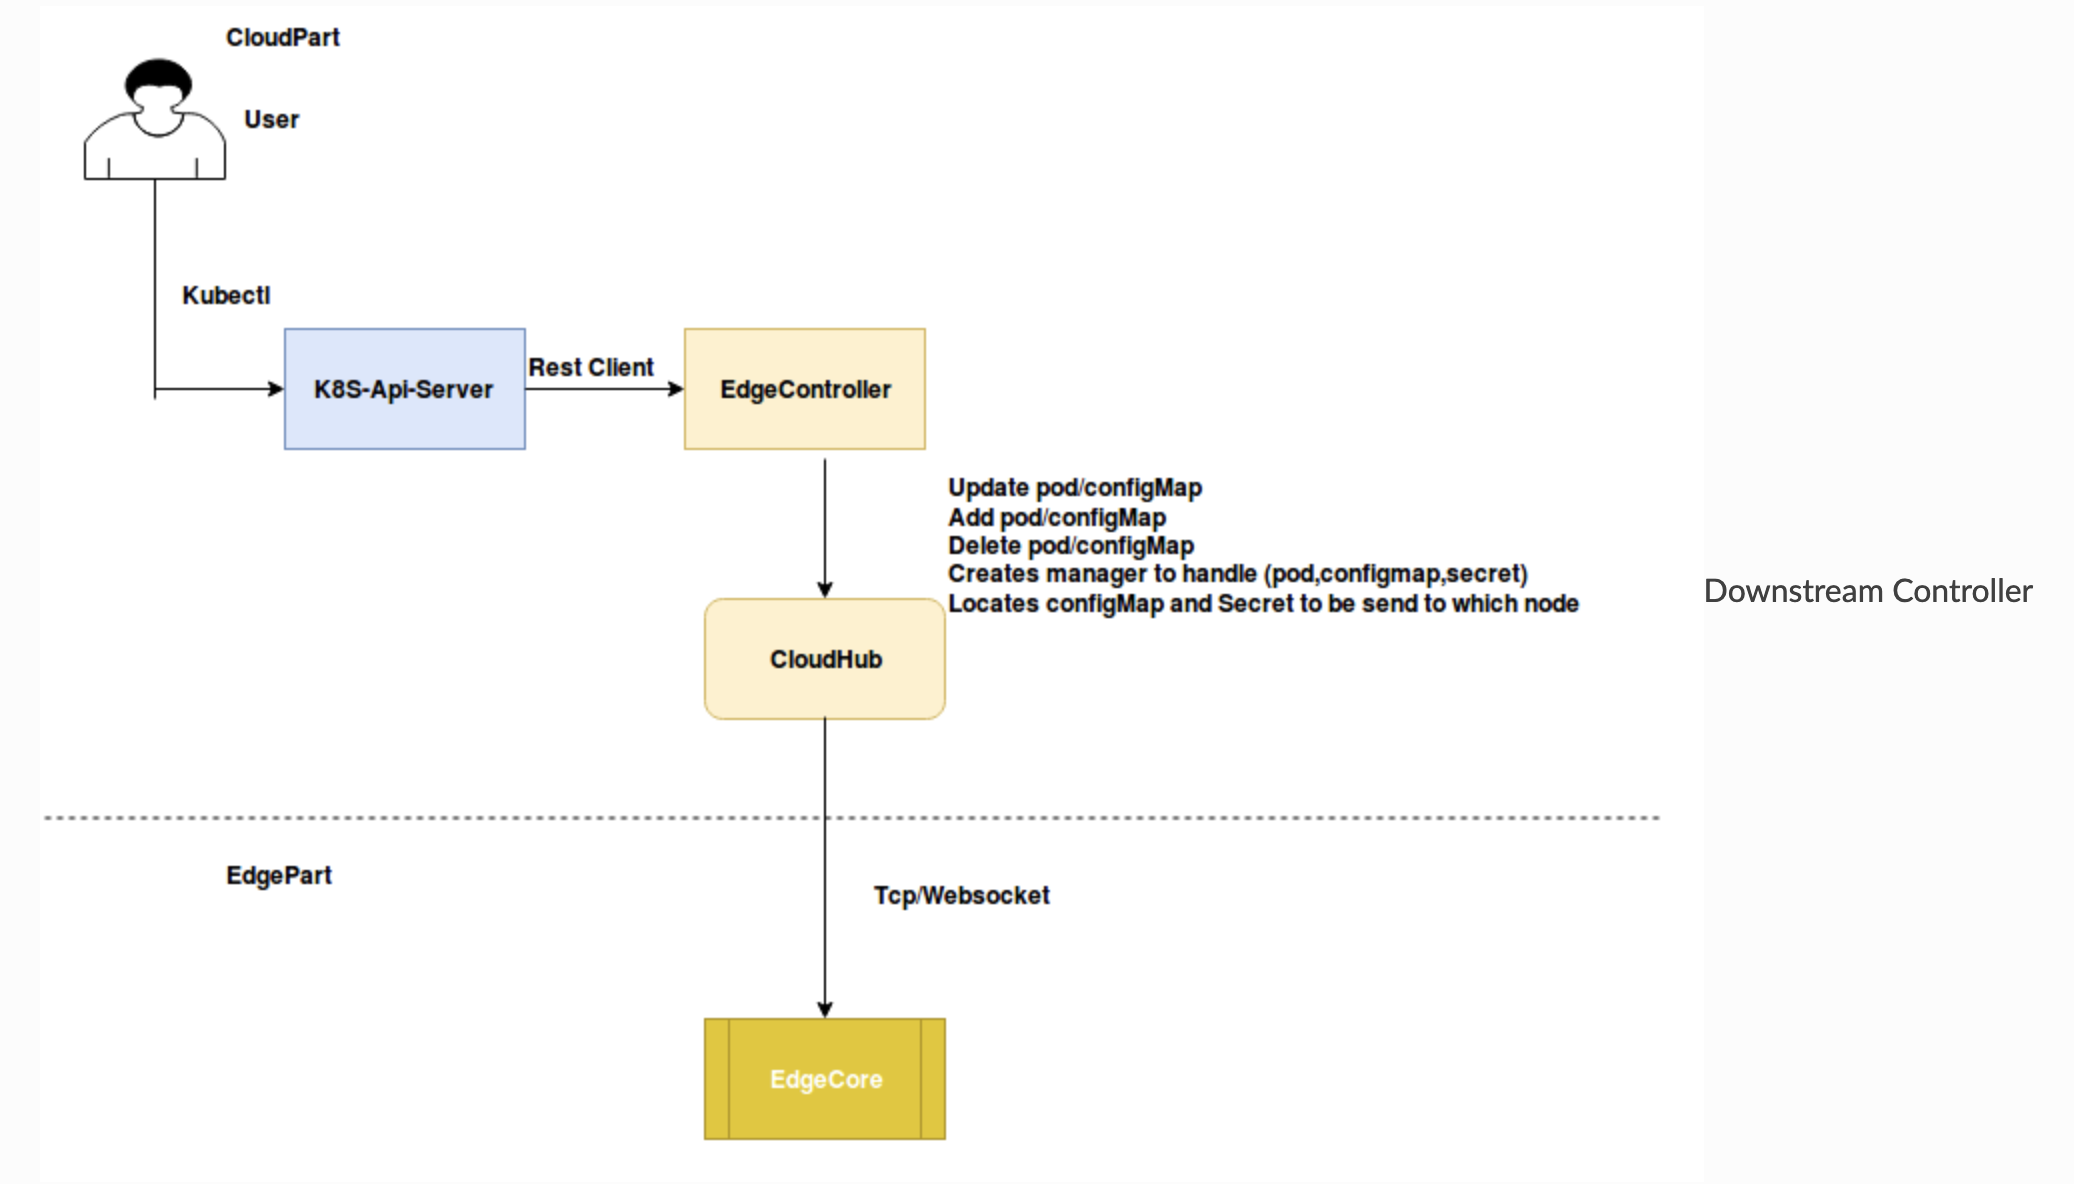 CloudPart
User
Kubectl
K8S-Api-Server
Rest Client
EdgeController
Update pod/configMap
Add pod/configMap
Delete pod/configMap
Creates manager to handle (pod,configmap,secret)
Locates configMap and Secret to be send to which node
Downstream Controller
CloudHub
EdgePart
Tcp/Websocket
EdgeCore